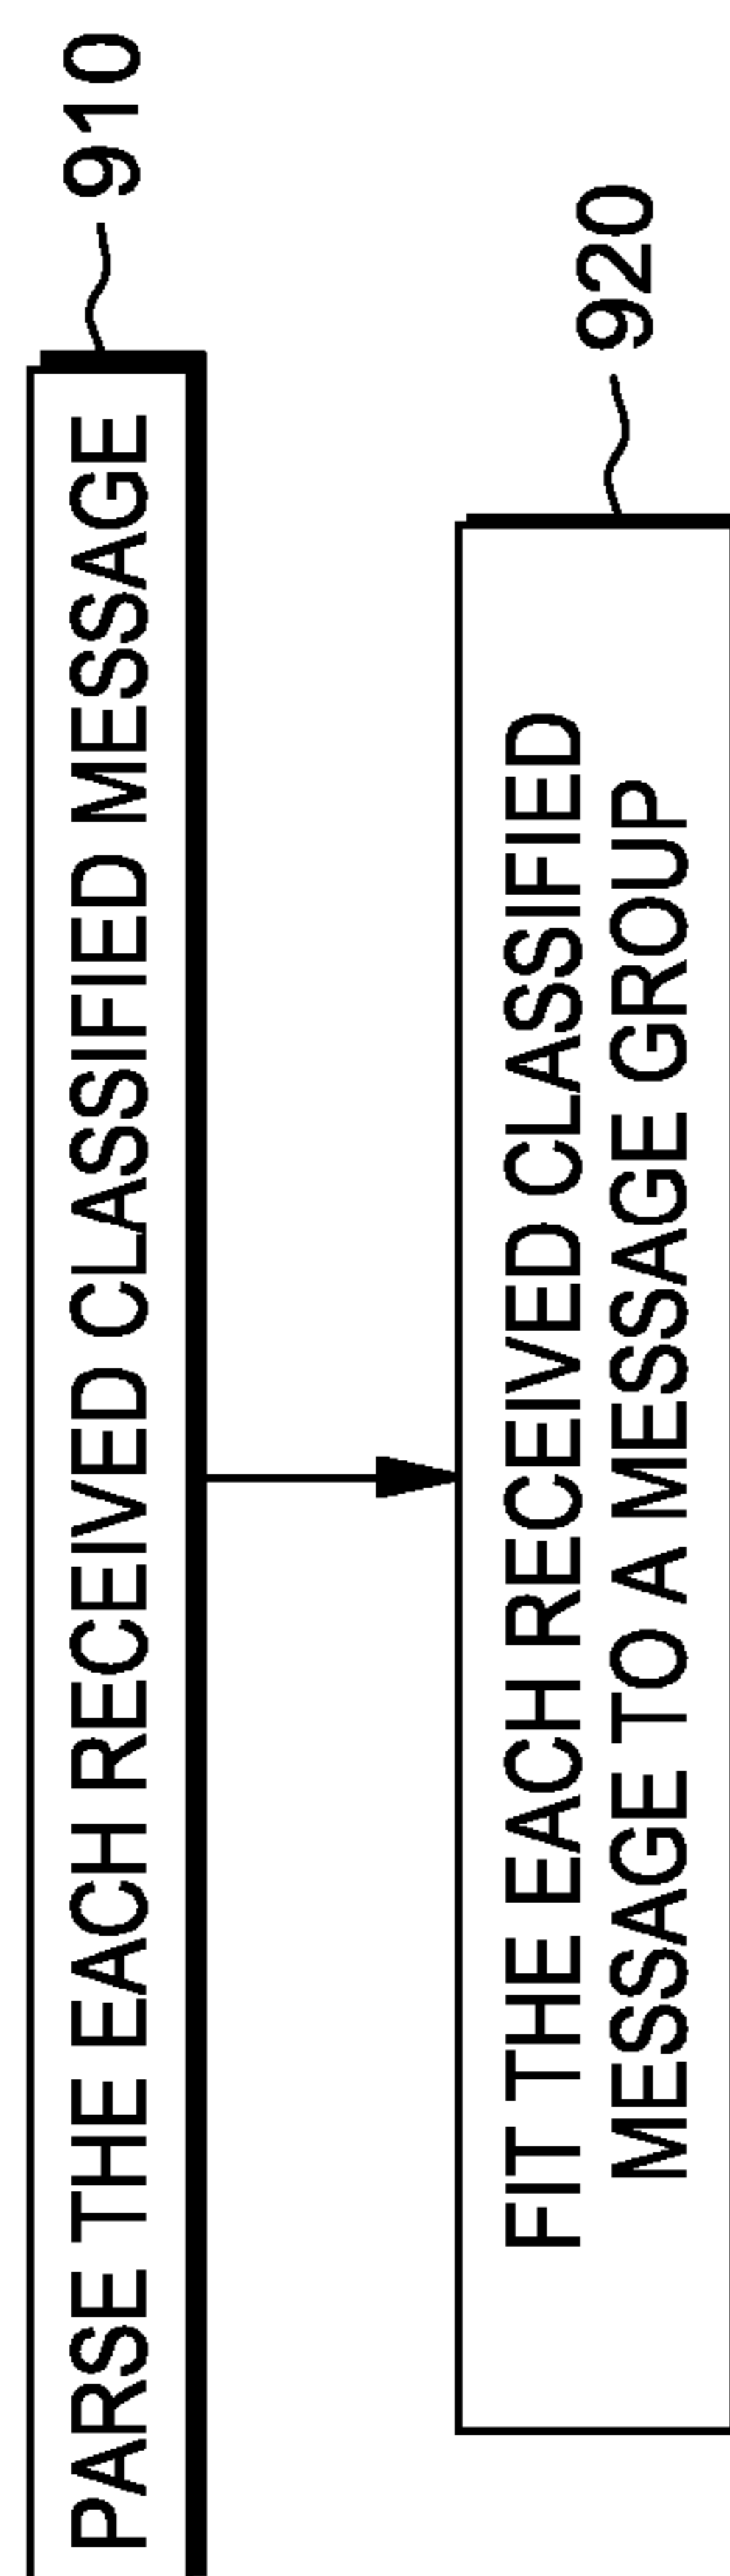 910
PARSE THE EACH RECEIVED CLASSIFIED MESSAGE
920
FIT THE EACH RECEIVED CLASSIFIED
MESSAGE TO A MESSAGE GROUP